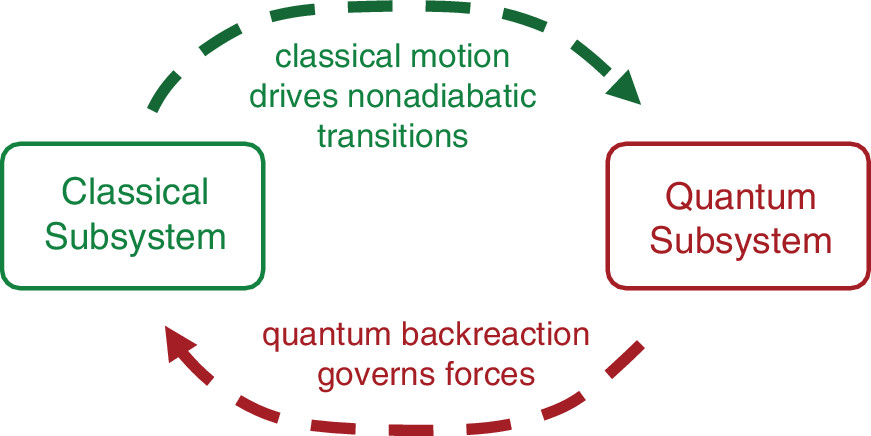 classical motion
drives nonadiabatic
transitions
Classical
Subsystem
Quantum
Subsystem
quantum backreaction
governs forces